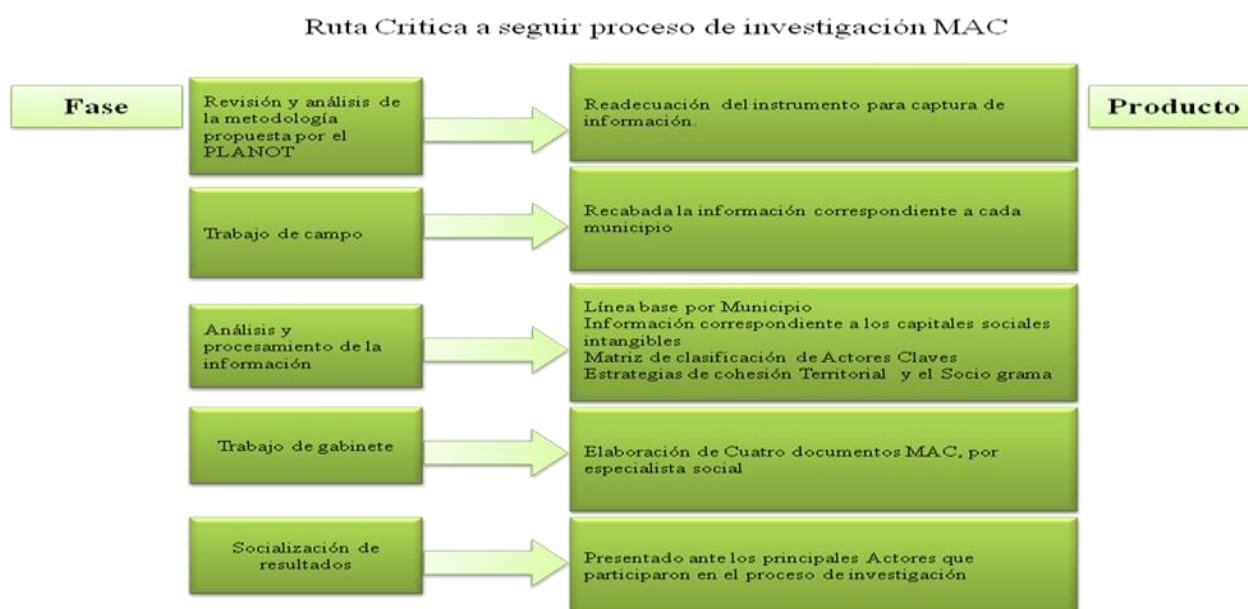 Ruta Critica a seguir proceso de investigación MAC
Fase
Revisión y análisis de
la metodología
propuesta por el
PLANOT
Readecuación del instrumento para captura de
información.
Producto
Trabajo de campo
Recabada la información correspondiente a cada
municipio
Análisis y
procesamiento de la
información
Línea base por Municipio
Información correspondiente a los capitales sociales
intangibles
Matriz de clasificación de Actores Claves
Estrategias de cohesión Territorial y el Socio grama
Trabajo de gabinete
Elaboración de Cuatro documentos MAC, por
especialista social
Socialización de
resultados
Presentado ante los principales Actores que
participaron en el proceso de investigación